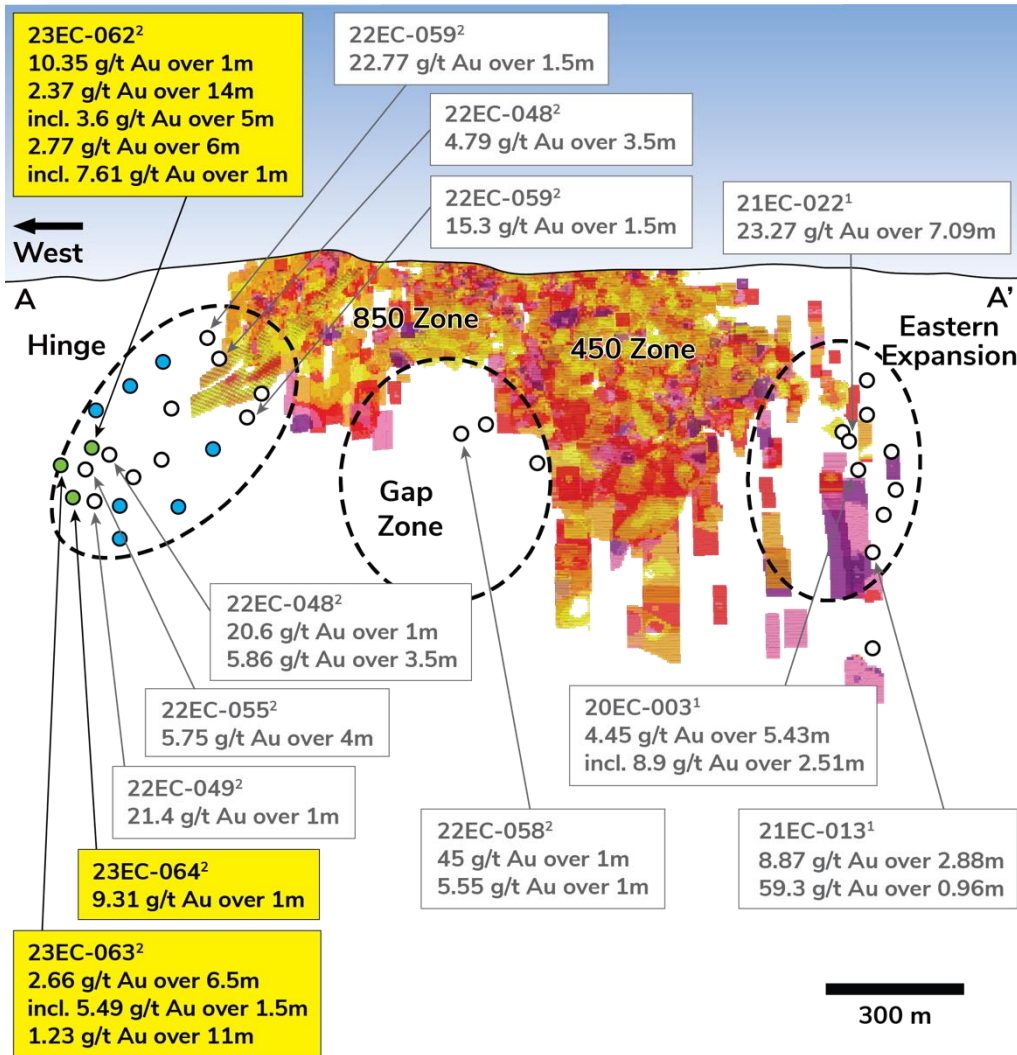 23EC-062²
10.35 g/t Au over 1m
2.37 g/t Au over 14m
incl. 3.6 g/t Au over 5m
2.77 g/t Au over 6m
incl. 7.61 g/t Au over 1m
22EC-059²
22.77 g/t Au over 1.5m
22EC-048²
4.79 g/t Au over 3.5m
22EC-059²
15.3 g/t Au over 1.5m
21EC-022¹
23.27 g/t Au over 7.09m
West
A
A'
Hinge
850 Zone
450 Zone
Eastern
Expansion
Gap
Zone
22EC-048²
20.6 g/t Au over 1m
5.86 g/t Au over 3.5m
22EC-055²
5.75 g/t Au over 4m
22EC-049²
21.4 g/t Au over 1m
23EC-064²
9.31 g/t Au over 1m
23EC-063²
2.66 g/t Au over 6.5m
incl. 5.49 g/t Au over 1.5m
1.23 g/t Au over 11m
22EC-058²
45 g/t Au over 1m
5.55 g/t Au over 1m
20EC-003¹
4.45 g/t Au over 5.43m
incl. 8.9 g/t Au over 2.51m
21EC-013¹
8.87 g/t Au over 2.88m
59.3 g/t Au over 0.96m
300 m